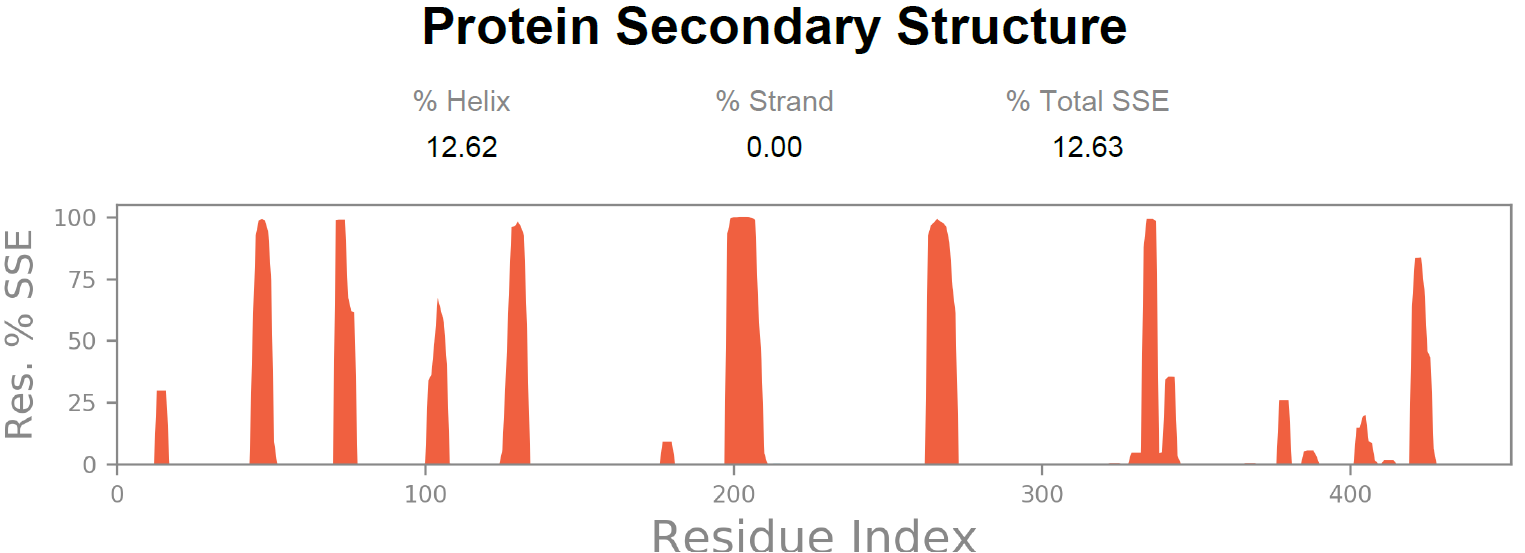 Protein Secondary Structure
% Helix % Strand % Total SSE
12.62 0.00 12.63
Res. % SSE
100
75
50
25
0
0 100 200 300 400
Residue Index